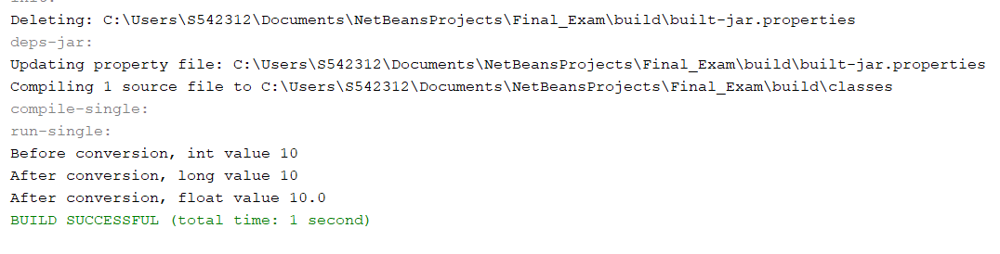 Deleting: C:\Users\S542312\Documents\NetBeansProjects\Final_Exam\build\built-jar.properties
deps-jar:
Updating property file: C:\Users\S542312\Documents\NetBeansProjects\Final_Exam\build\built-jar.properties
Compiling 1 source file to C:\Users\S542312\Documents\NetBeansProjects\Final_Exam\build\classes
compile-single:
run-single:
Before conversion, int value 10
After conversion, long value 10
After conversion, float value 10.0
BUILD SUCCESSFUL (total time: 1 second)